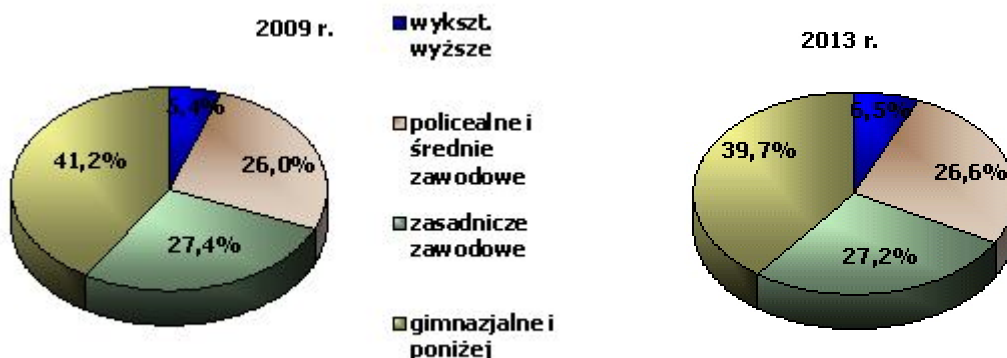 2009 r.
wykszt.
wyższe
5,4%
26,0%
27,4%
41,2%
policealne i
średnie
zawodowe
zasadnicze
zawodowe
gimnazjalne i
poniżej
2013 r.
6,5%
26,6%
27,2%
39,7%